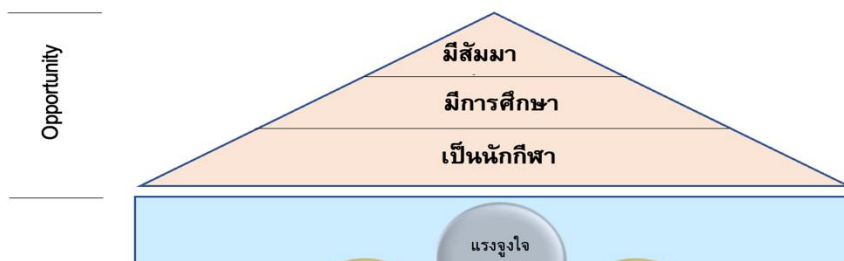 Opportunity
มีสัมมา
มีการศึกษา
เป็นนักกีฬา
แรงจูงใจ